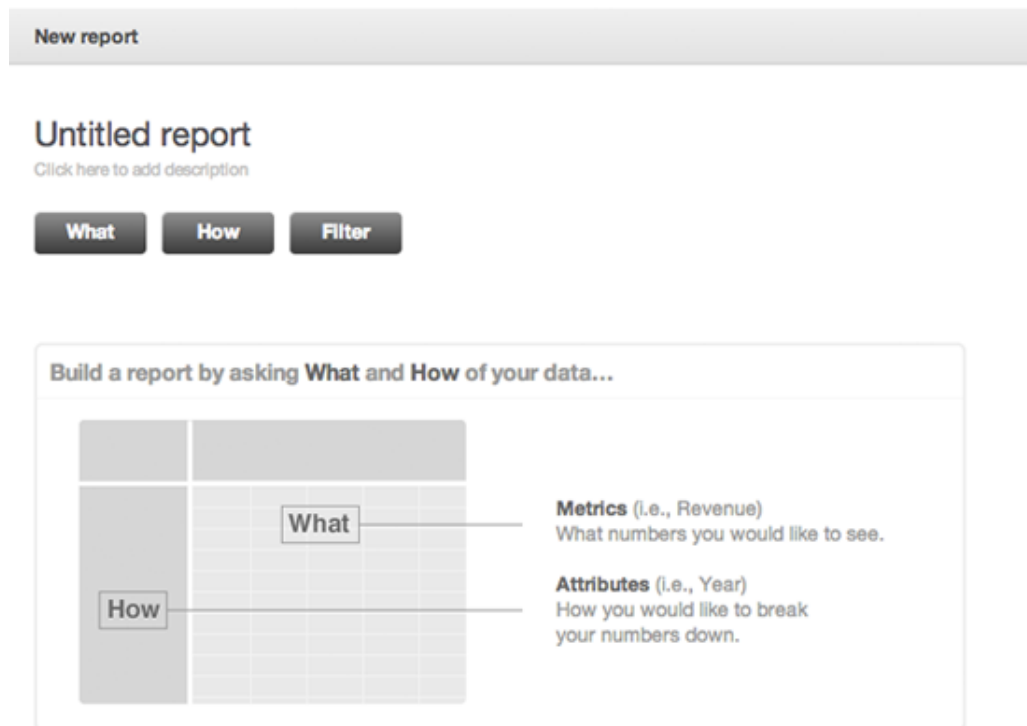 New report
Untitled report
Click here to add description
What How Filter
Build a report by asking What and How of your data...
What
Metrics (i.e., Revenue)
What numbers you would like to see.
How
Attributes (i.e., Year)
How you would like to break
your numbers down.